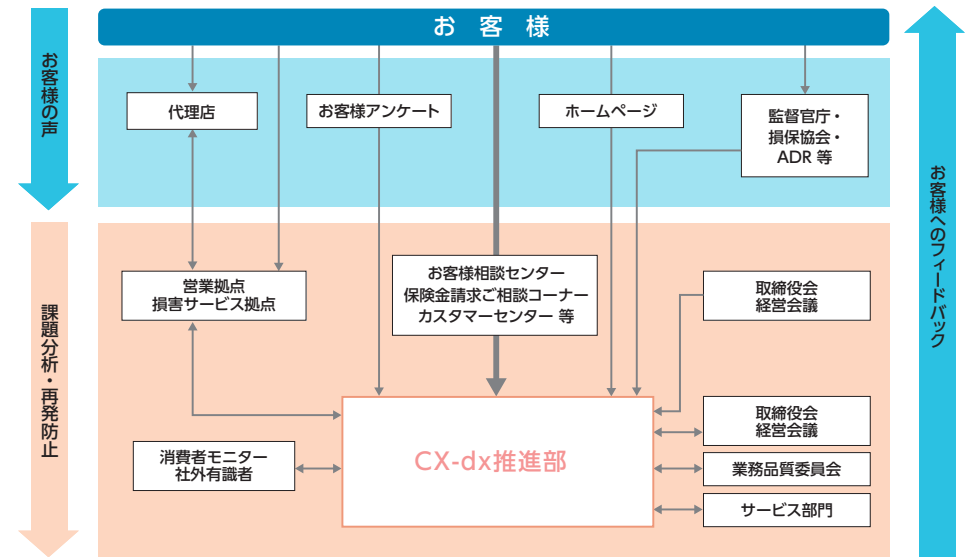 お客様
お客様の声
代理店
お客様アンケート
ホームページ
監督官庁・
損保協会・
ADR 等
お客様へのフィードバック
営業拠点
損害サービス拠点
お客様相談センター
保険金請求ご相談コーナー
カスタマーセンター 等
取締役会
経営会議
課題分析・再発防止
取締役会
経営会議
消費者モニター
社外有識者
CX-dx推進部
業務品質委員会
サービス部門